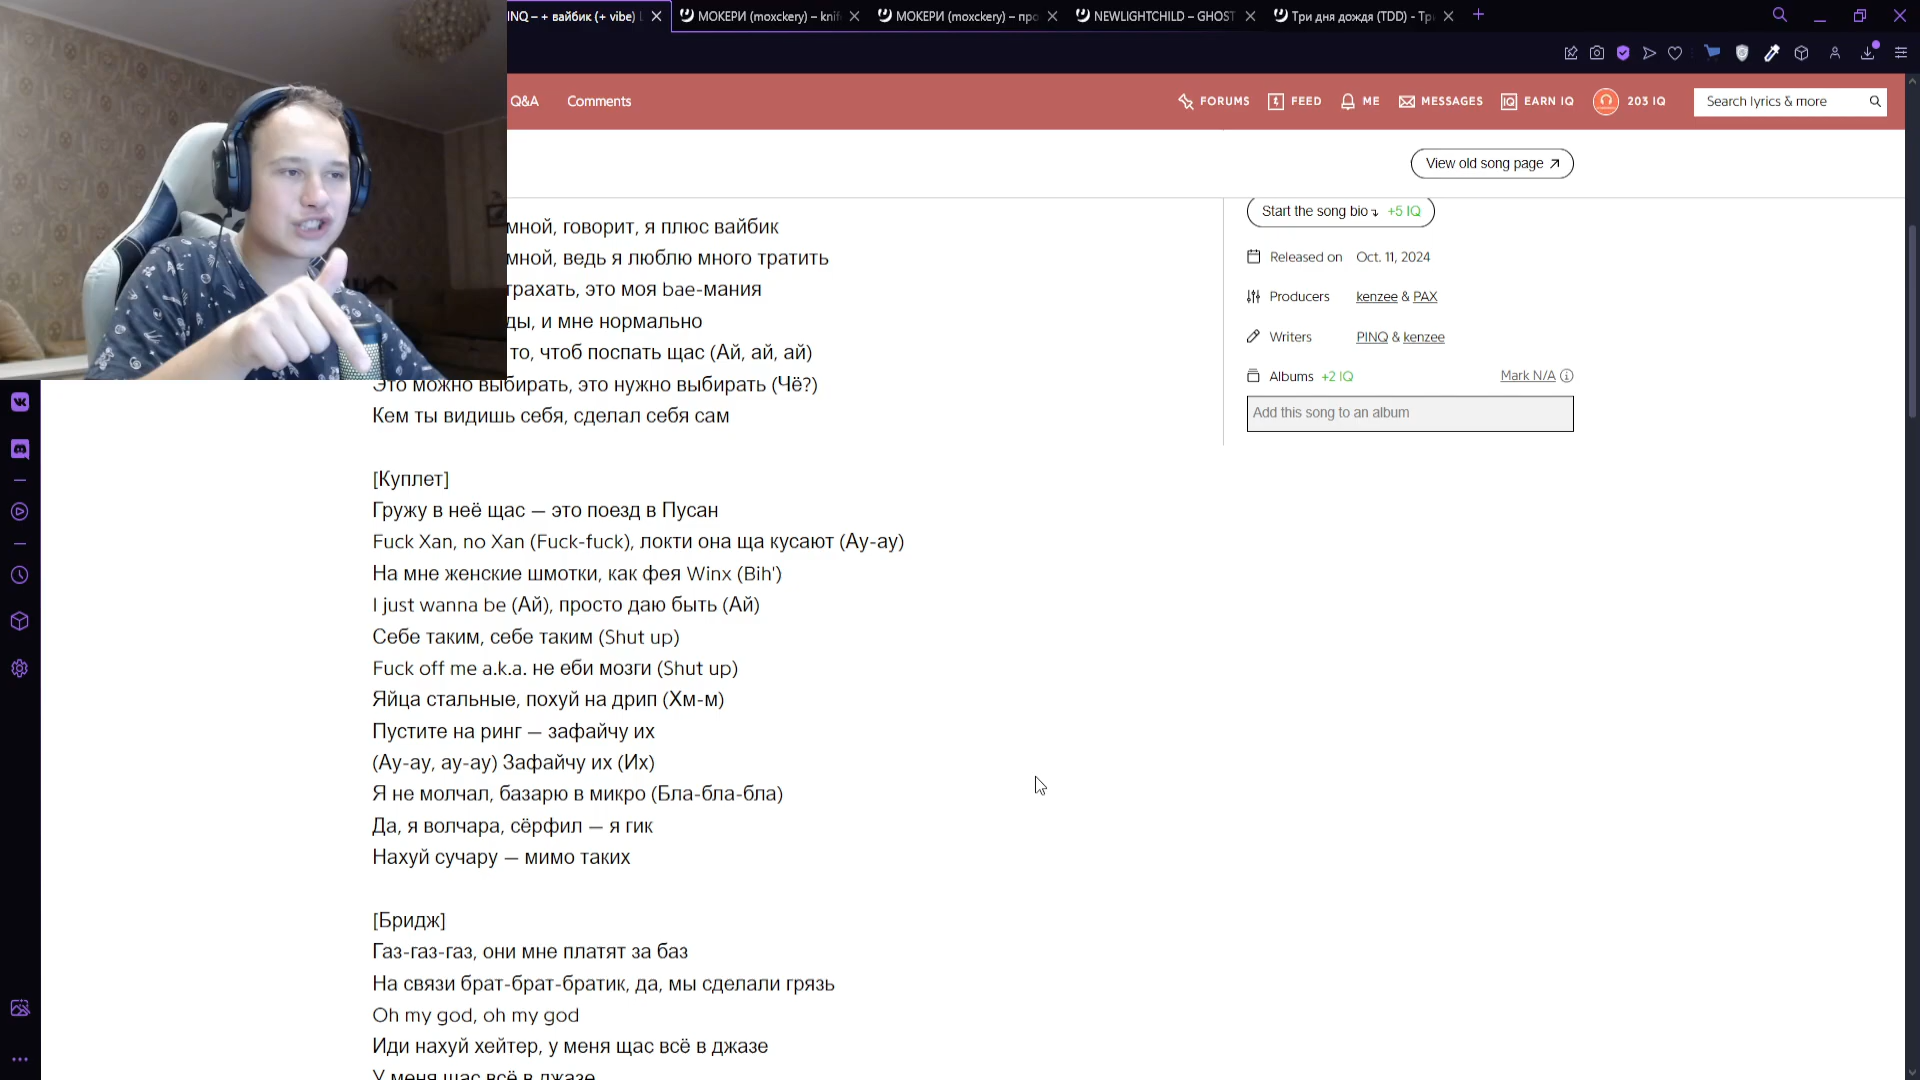 INQ – + вайбик (+ vibe)
МОКЕРИ (moxckery) – knif
МОКЕРИ (moxckery) – про
NEWLIGHTCHILD – GHOST
Три дня дождя (TDD) - Тр
Q&A
Comments
FORUMS
FEED
ME
MESSAGES
EARN IQ
203 IQ
Search lyrics & more
View old song page
мной, говорит, я плюс вайбик
мной, ведь я люблю много тратить
трахать, это моя bae-мания
ды, и мне нормально
то, чтоб поспать щас (Ай, ай, ай)
Это можно выбирать, это нужно выбирать (Чё?)
Кем ты видишь себя, сделал себя сам
[Куплет]
Гружу в неё щас — это поезд в Пусан
Fuck Xan, no Xan (Fuck-fuck), локти она ща кусают (Ау-ау)
На мне женские шмотки, как фея Winx (Bih')
I just wanna be (Ай), просто даю быть (Ай)
Себе таким, себе таким (Shut up)
Fuck off me a.k.a. не еби мозги (Shut up)
Яйца стальные, похуй на дрип (Хм-м)
Пустите на ринг — зафайчу их
(Ау-ау, ау-ау) Зафайчу их (Их)
Я не молчал, базарю в микро (Бла-бла-бла)
Да, я волчара, сёрфил — я гик
Нахуй сучару — мимо таких
[Бридж]
Газ-газ-газ, они мне платят за баз
На связи брат-брат-братик, да, мы сделали грязь
Oh my god, oh my god
Иди нахуй хейтер, у меня щас всё в джазе
У меня щас всё в джазе
Start the song bio +5 IQ
Released on Oct. 11, 2024
Producers kenzee & PAX
Writers PINQ & kenzee
Albums +2 IQ Mark N/A
Add this song to an album